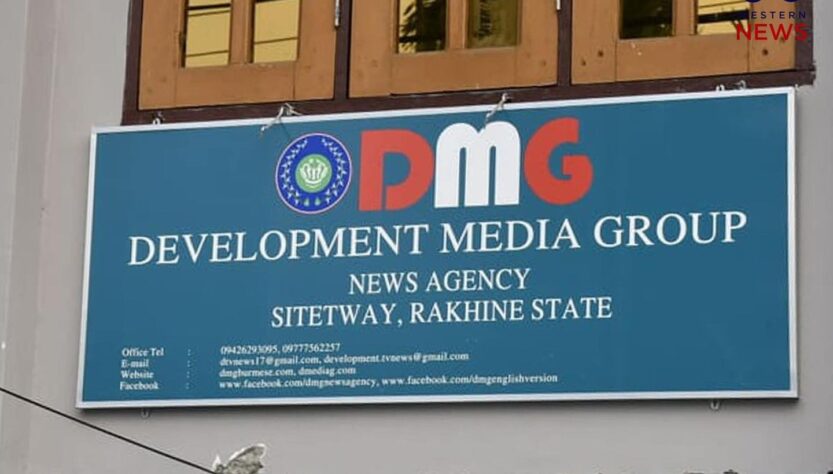 WESTERN
NEWS
DMG
DEVELOPMENT MEDIA GROUP
NEWS AGENCY
SITETWAY, RAKHINE STATE
Office Tel : 09426293095, 09777562257
E-mail : dtvnews17@gmail.com, development.tvnews@gmail.com
Website : dmgburmese.com, dmediag.com
Facebook : www.facebook.com/dmgnewsagency, www.facebook.com/dmgenglishversion